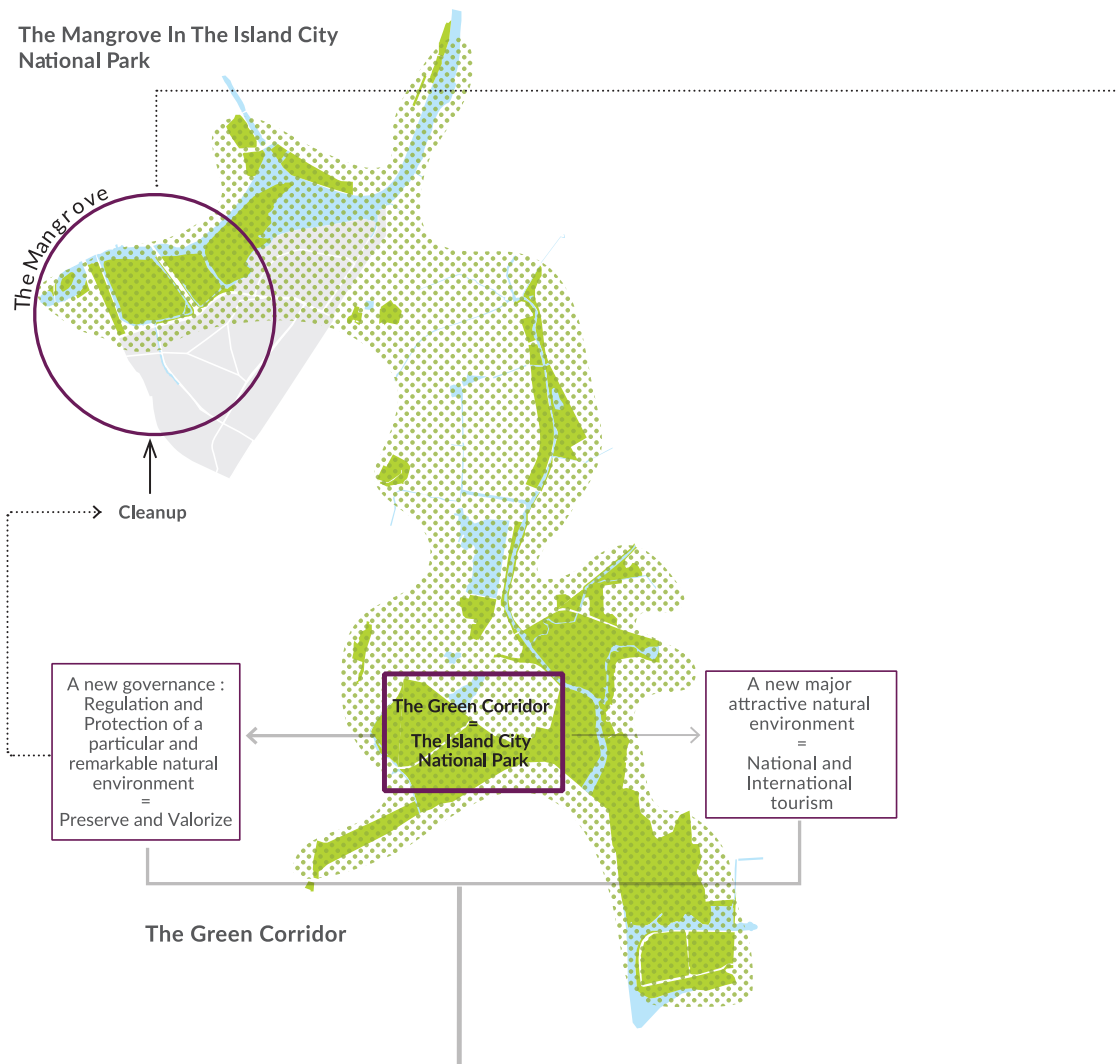 The Mangrove In The Island City
National Park
The Mangrove
Cleanup
A new governance :
Regulation and
Protection of a
particular and
remarkable natural
environment
=
Preserve and Valorize
The Green Corridor
=
The Island City
National Park
A new major
attractive natural
environment
=
National and
International
tourism
The Green Corridor